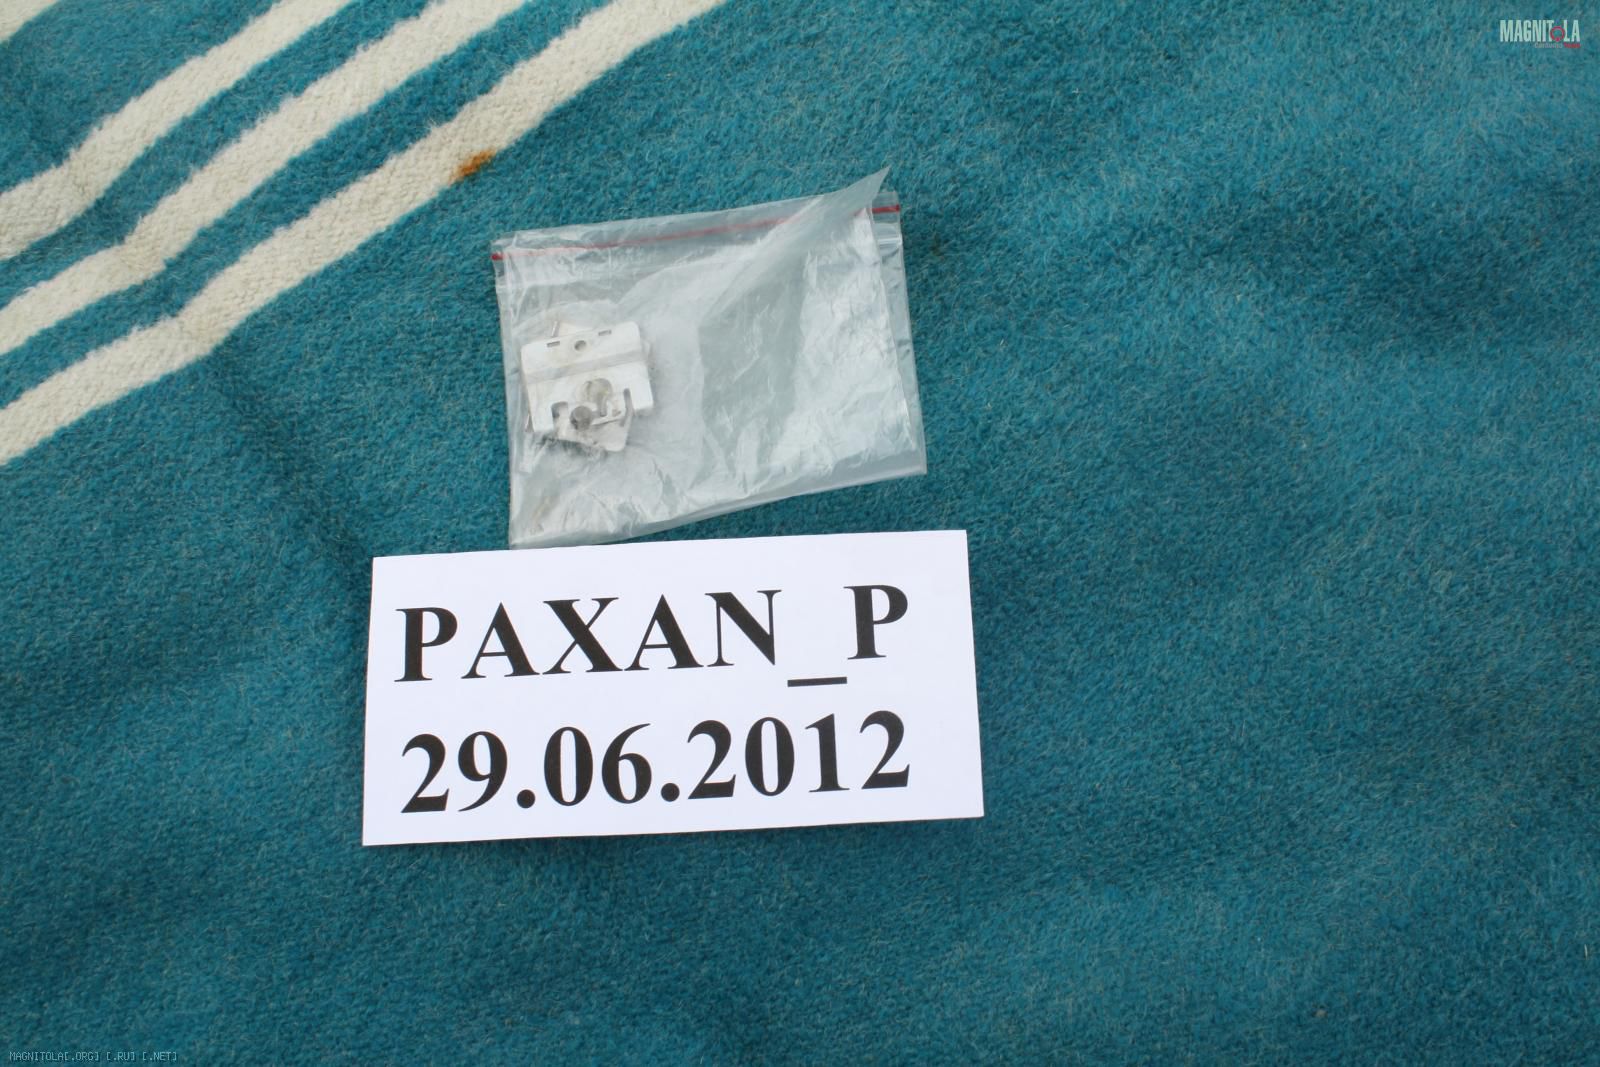 MAGNITOLA
PAXAN_P
29.06.2012
MAGNITOLA[.ORG] [.RU] [.NET]